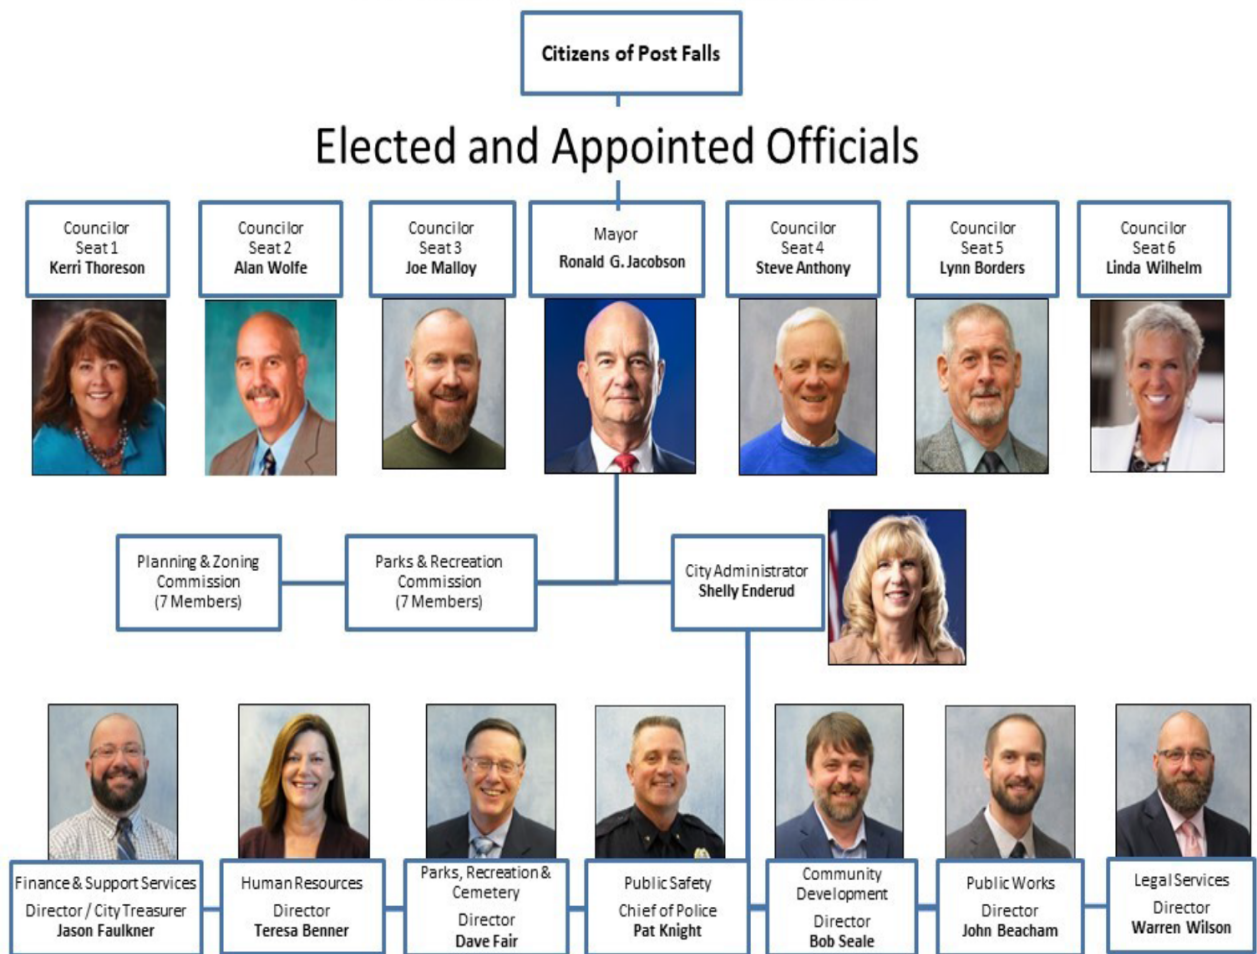 Citizens of Post Falls
Elected and Appointed Officials
Councilor
Seat 1
Kerri Thoreson
Councilor
Seat 2
Alan Wolfe
Councilor
Seat 3
Joe Malloy
Mayor
Ronald G. Jacobson
Councilor
Seat 4
Steve Anthony
Councilor
Seat 5
Lynn Borders
Councilor
Seat 6
Linda Wilhelm
Planning & Zoning
Commission
(7 Members)
Parks & Recreation
Commission
(7 Members)
City Administrator
Shelly Enderud
Finance & Support Services
Director / City Treasurer
Jason Faulkner
Human Resources
Director
Teresa Benner
Parks, Recreation &
Cemetery
Director
Dave Fair
Public Safety
Chief of Police
Pat Knight
Community
Development
Director
Bob Seale
Public Works
Director
John Beacham
Legal Services
Director
Warren Wilson